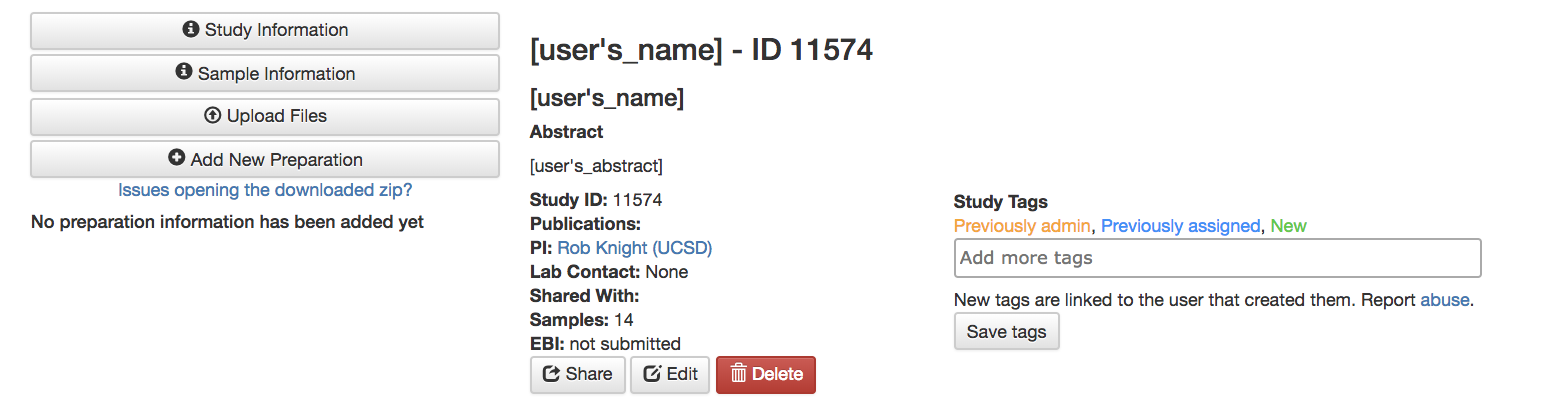 Study Information
Sample Information
Upload Files
Add New Preparation
Issues opening the downloaded zip?
No preparation information has been added yet
[user's_name] - ID 11574
[user's_name]
Abstract
[user's_abstract]
Study ID: 11574
Publications:
PI: Rob Knight (UCSD)
Lab Contact: None
Shared With:
Samples: 14
EBI: not submitted
Share Edit Delete
Study Tags
Previously admin, Previously assigned, New
Add more tags
New tags are linked to the user that created them. Report abuse.
Save tags